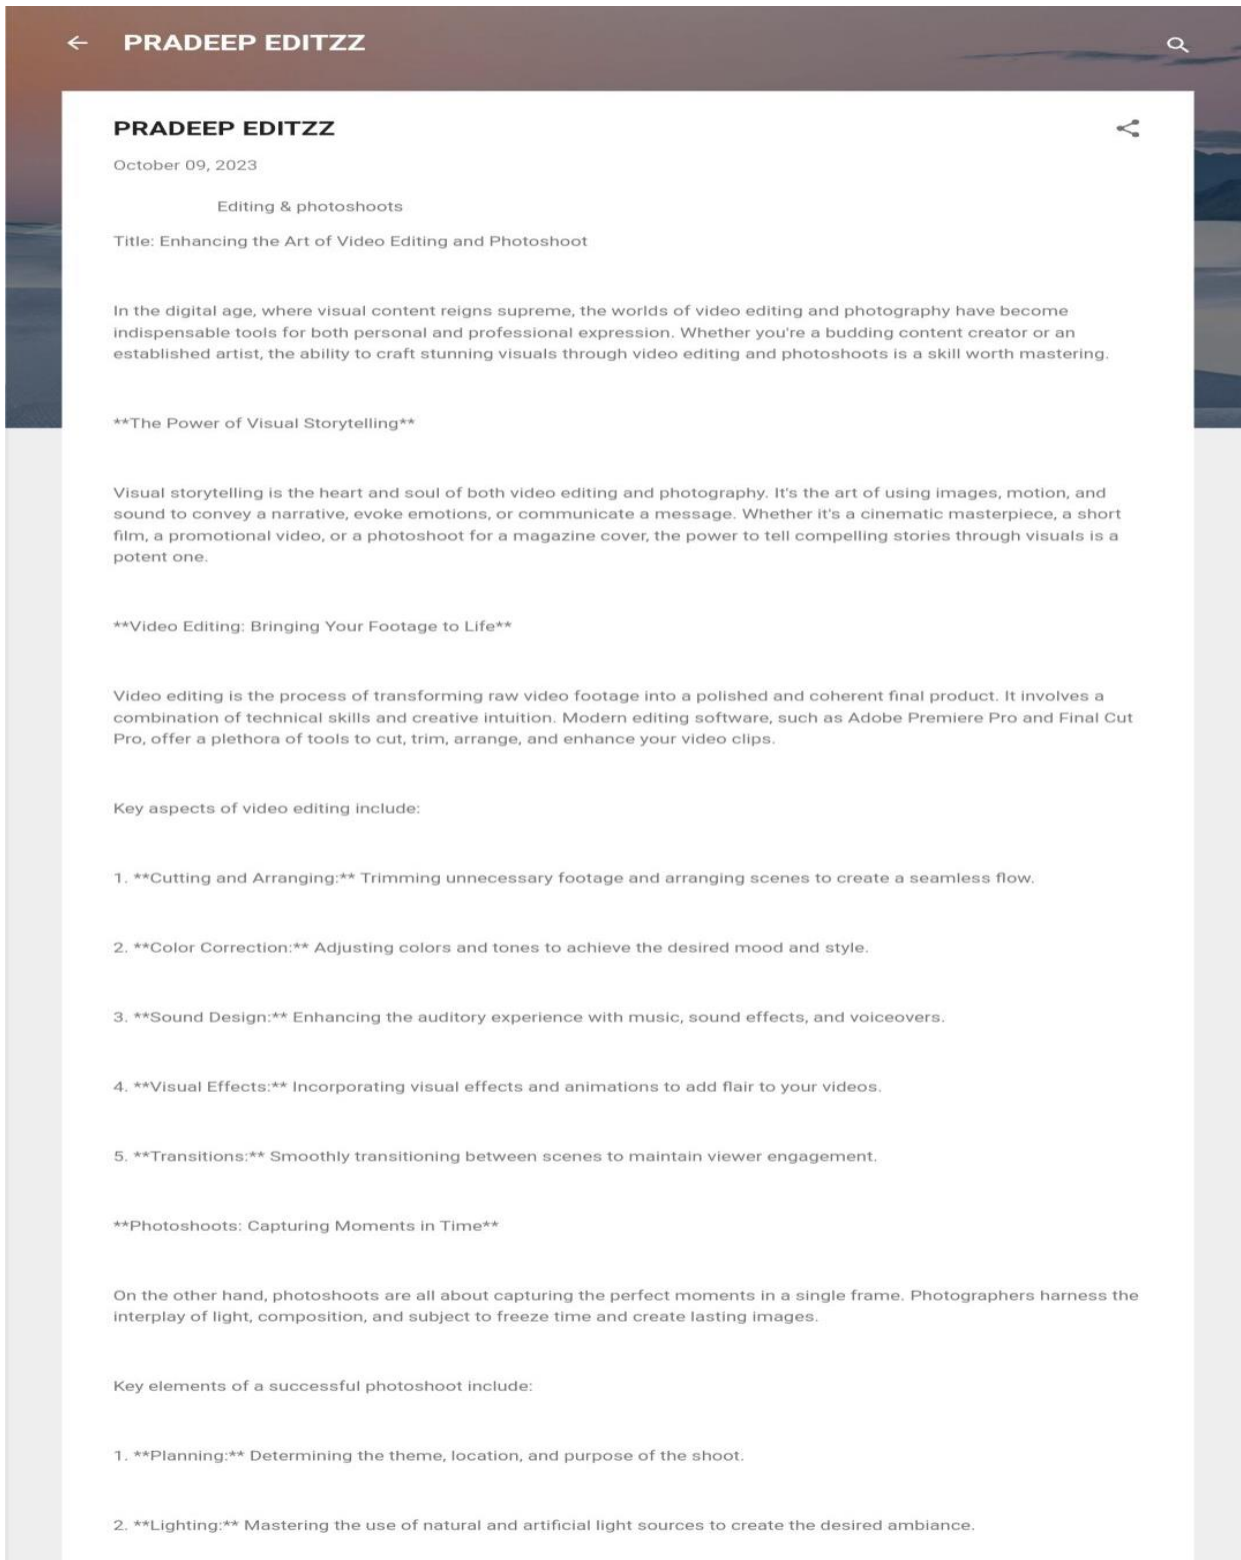 PRADEEP EDITZZ
PRADEEP EDITZZ
October 09, 2023
Editing & photoshoots
Title: Enhancing the Art of Video Editing and Photoshoot
In the digital age, where visual content reigns supreme, the worlds of video editing and photography have become
indispensable tools for both personal and professional expression. Whether you're a budding content creator or an
established artist, the ability to craft stunning visuals through video editing and photoshoots is a skill worth mastering.
**The Power of Visual Storytelling**
Visual storytelling is the heart and soul of both video editing and photography. It's the art of using images, motion, and
sound to convey a narrative, evoke emotions, or communicate a message. Whether it's a cinematic masterpiece, a short
film, a promotional video, or a photoshoot for a magazine cover, the power to tell compelling stories through visuals is a
potent one.
**Video Editing: Bringing Your Footage to Life**
Video editing is the process of transforming raw video footage into a polished and coherent final product. It involves a
combination of technical skills and creative intuition. Modern editing software, such as Adobe Premiere Pro and Final Cut
Pro, offer a plethora of tools to cut, trim, arrange, and enhance your video clips.
Key aspects of video editing include:
1. **Cutting and Arranging:** Trimming unnecessary footage and arranging scenes to create a seamless flow.
2. **Color Correction:** Adjusting colors and tones to achieve the desired mood and style.
3. **Sound Design:** Enhancing the auditory experience with music, sound effects, and voiceovers.
4. **Visual Effects:** Incorporating visual effects and animations to add flair to your videos.
5. **Transitions:** Smoothly transitioning between scenes to maintain viewer engagement.
**Photoshoots: Capturing Moments in Time**
On the other hand, photoshoots are all about capturing the perfect moments in a single frame. Photographers harness the
interplay of light, composition, and subject to freeze time and create lasting images.
Key elements of a successful photoshoot include:
1. **Planning:** Determining the theme, location, and purpose of the shoot.
2. **Lighting:** Mastering the use of natural and artificial light sources to create the desired ambiance.